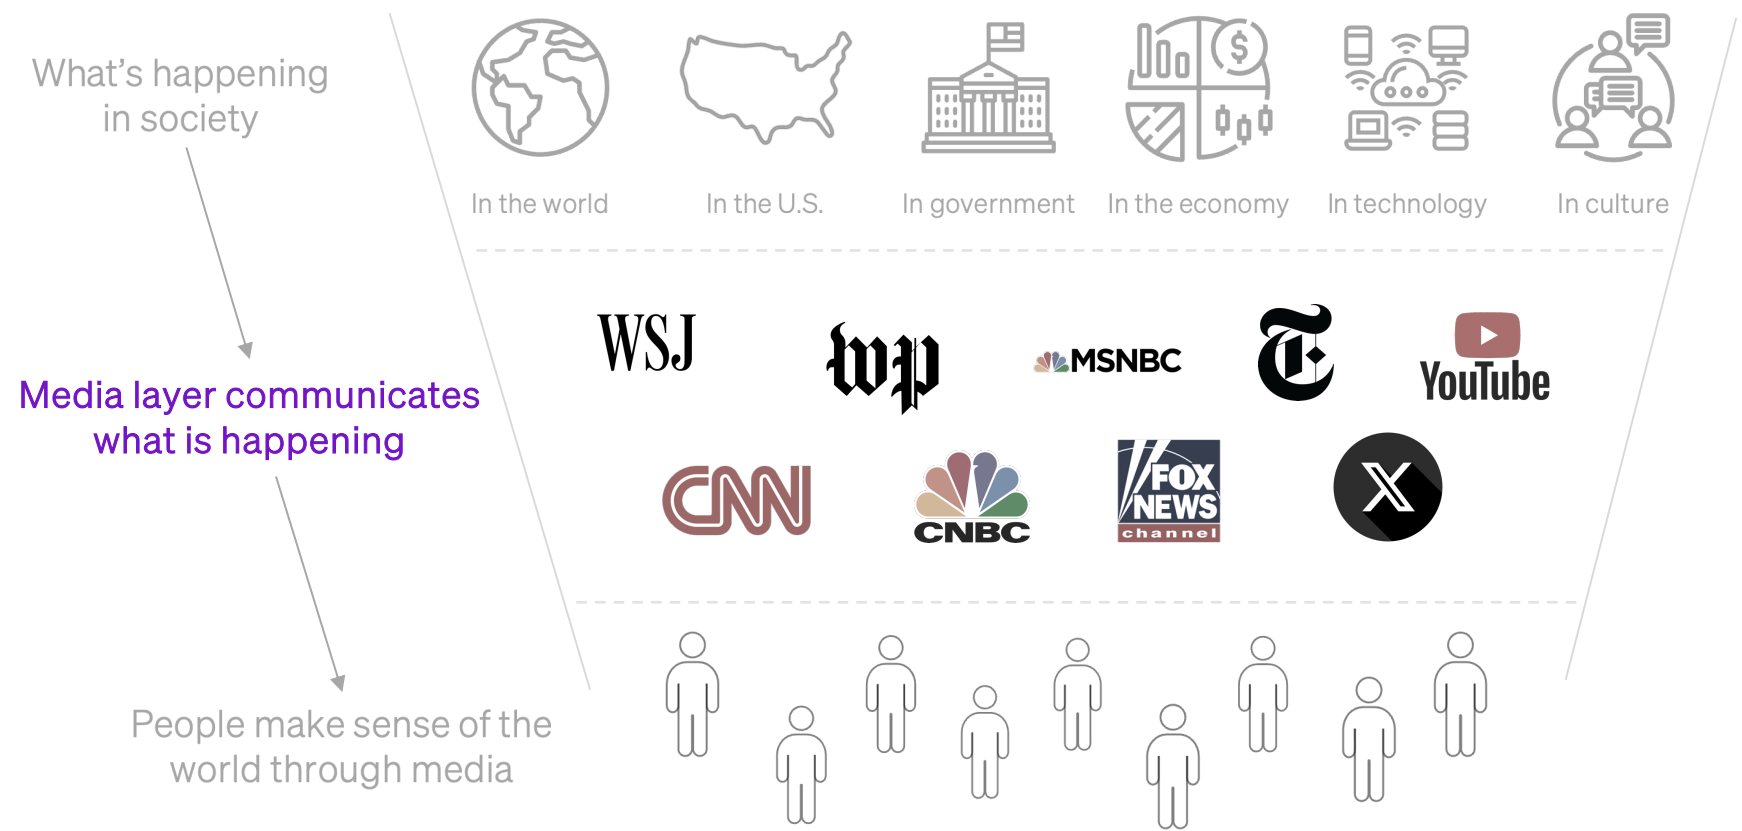 What's happening
in society
In the world
In the U.S.
In government
In the economy
In technology
In culture
Media layer communicates
what is happening
WSJ
wp
MSNBC
T
YouTube
CNN
CNBC
FOX
NEWS
channel
X
People make sense of the
world through media